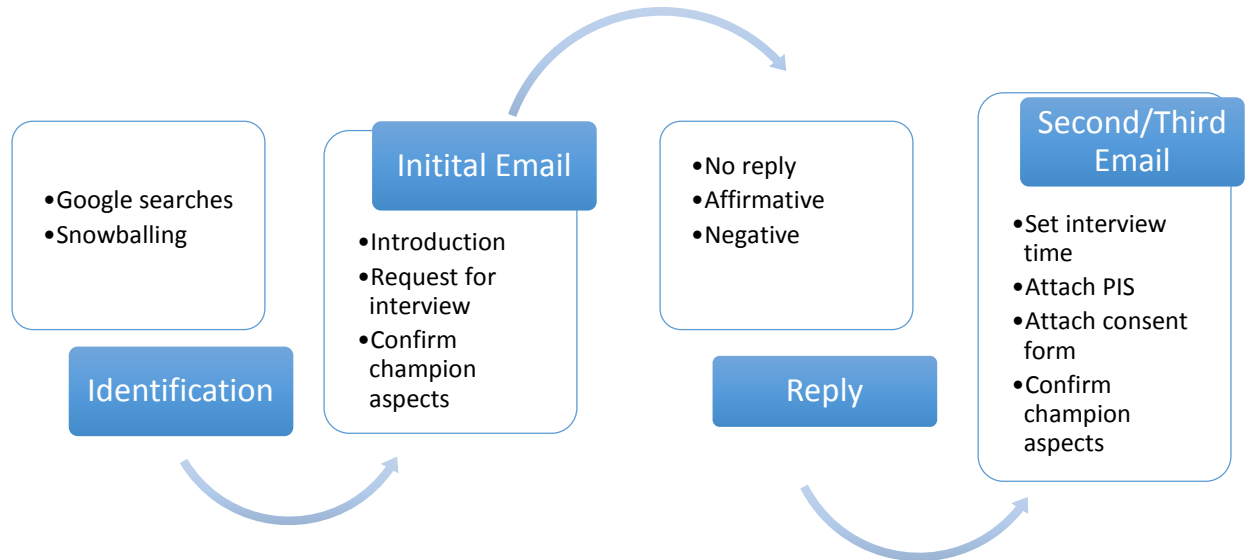 •Google searches
•Snowballing
Identification
Initital Email
•Introduction
•Request for
interview
•Confirm
champion
aspects
•No reply
•Affirmative
•Negative
Reply
Second/Third
Email
•Set interview
time
•Attach PIS
•Attach consent
form
•Confirm
champion
aspects